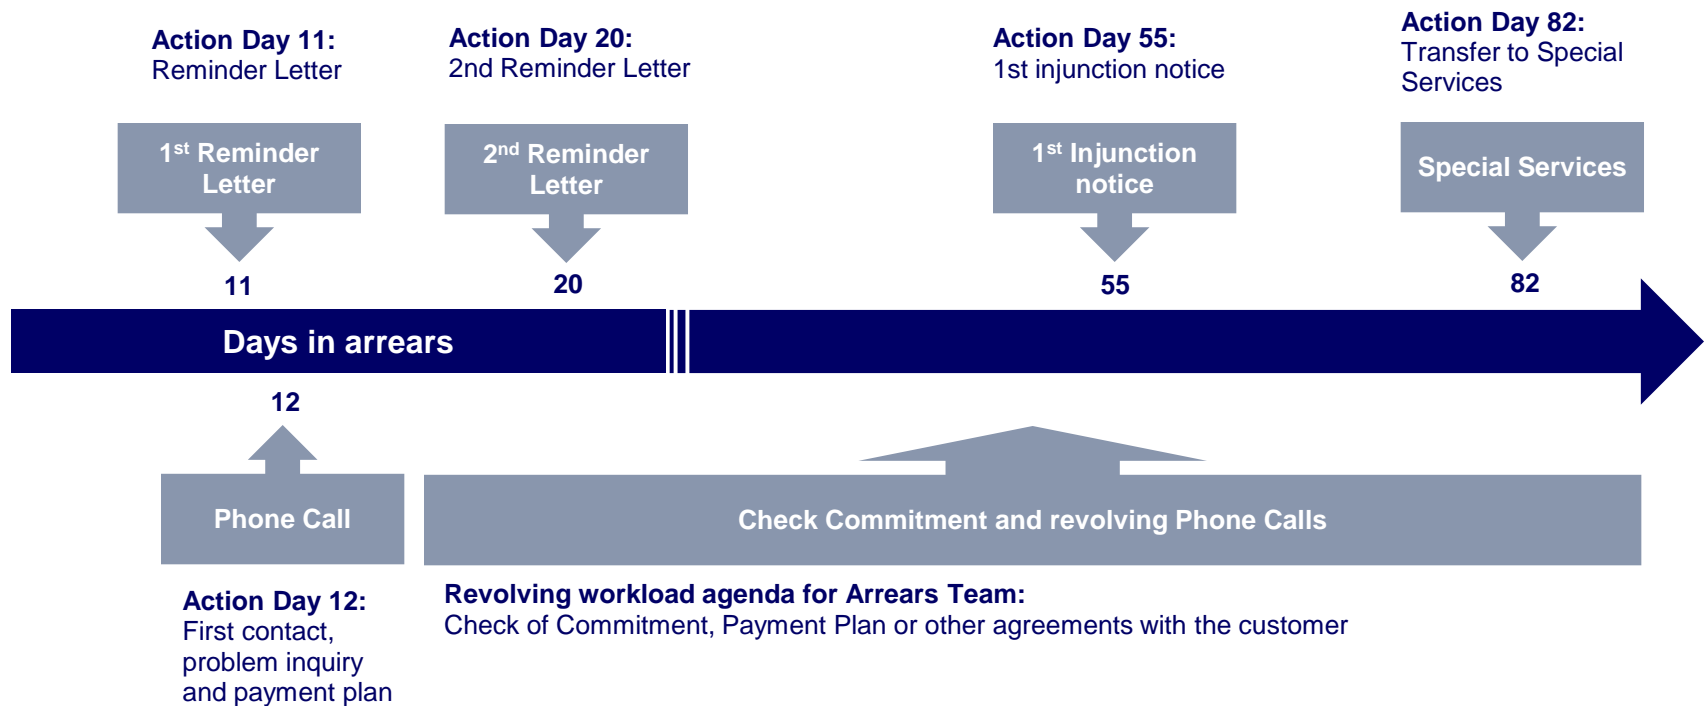 Action Day 11:
Reminder Letter
Action Day 20:
2nd Reminder Letter
Action Day 55:
1st injunction notice
Action Day 82:
Transfer to Special
Services
1st Reminder
Letter
2nd Reminder
Letter
1st Injunction
notice
Special Services
11
20
55
82
Days in arrears
12
Phone Call
Check Commitment and revolving Phone Calls
Action Day 12:
First contact,
problem inquiry
and payment plan
Revolving workload agenda for Arrears Team:
Check of Commitment, Payment Plan or other agreements with the customer